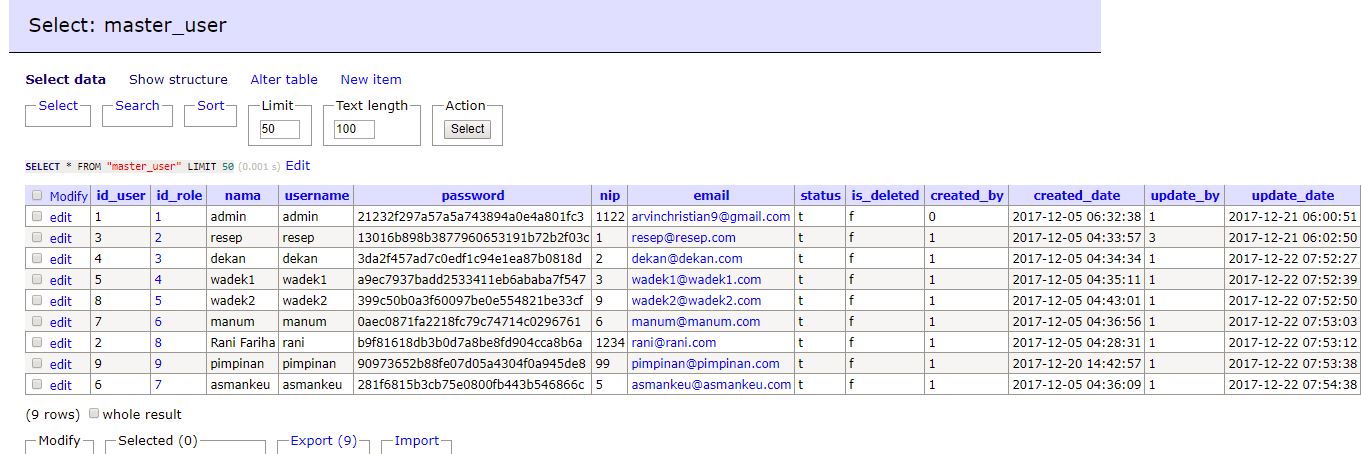 Select: master_user
Select data Show structure Alter table New item
Select Search Sort Limit Text length Action
50 100 Select
SELECT * FROM "master_user" LIMIT 50 (0.001 s) Edit
Modify id_user id_role nama username password nip email status is_deleted created_by created_date update_by update_date
edit 1 1 admin admin 21232f297a57a5a743894a0e4a801fc3 1122 arvinchristian9@gmail.com t f 0 2017-12-05 06:32:38 1 2017-12-21 06:00:51
edit 3 2 resep resep 13016b898b3877960653191b72b2f03c 1 resep@resep.com t f 1 2017-12-05 04:33:57 3 2017-12-21 06:02:50
edit 4 3 dekan dekan 3da2f457ad7c0edf1c94e1ea87b0818d 2 dekan@dekan.com t f 1 2017-12-05 04:34:34 1 2017-12-22 07:52:27
edit 5 4 wadek1 wadek1 a9ec7937badd2533411eb6ababa7f547 3 wadek1@wadek1.com t f 1 2017-12-05 04:35:11 1 2017-12-22 07:52:39
edit 8 5 wadek2 wadek2 399c50b0a3f60097be0e554821be33cf 9 wadek2@wadek2.com t f 1 2017-12-05 04:43:01 1 2017-12-22 07:52:50
edit 7 6 manum manum 0aec0871fa2218fc79c74714c0296761 6 manum@manum.com t f 1 2017-12-05 04:36:56 1 2017-12-22 07:53:03
edit 2 8 Rani Fariha rani b9f81618db3b0d7a8be8fd904cca8b6a 1234 rani@rani.com t f 1 2017-12-05 04:28:31 1 2017-12-22 07:53:12
edit 9 9 pimpinan pimpinan 90973652b88fe07d05a4304f0a945de8 99 pimpinan@pimpinan.com t f 1 2017-12-20 14:42:57 1 2017-12-22 07:53:38
edit 6 7 asmankeu asmankeu 281f6815b3cb75e0800fb443b546866c 5 asmankeu@asmankeu.com t f 1 2017-12-05 04:36:09 1 2017-12-22 07:54:38
(9 rows) whole result
Modify Selected (0) Export (9) Import